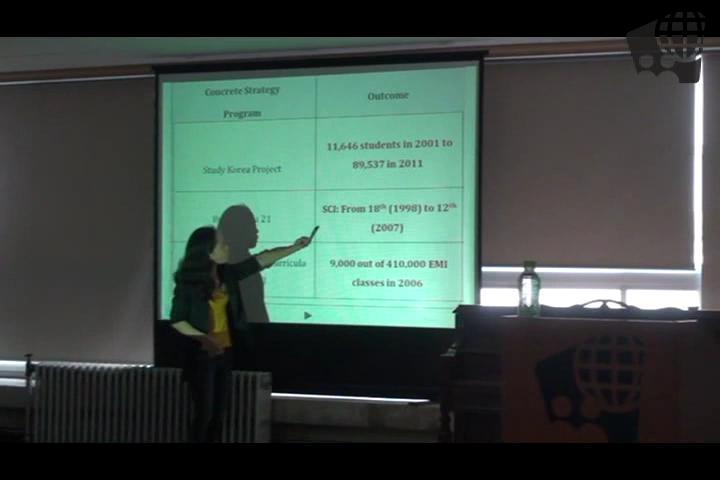 Concrete Strategy
Program
Outcome
Study Korea Project
11,646 students in 2001 to
89,537 in 2011
21
SCI: From 18th (1998) to 12th
(2007)
9,000 out of 410,000 EMI
classes in 2006